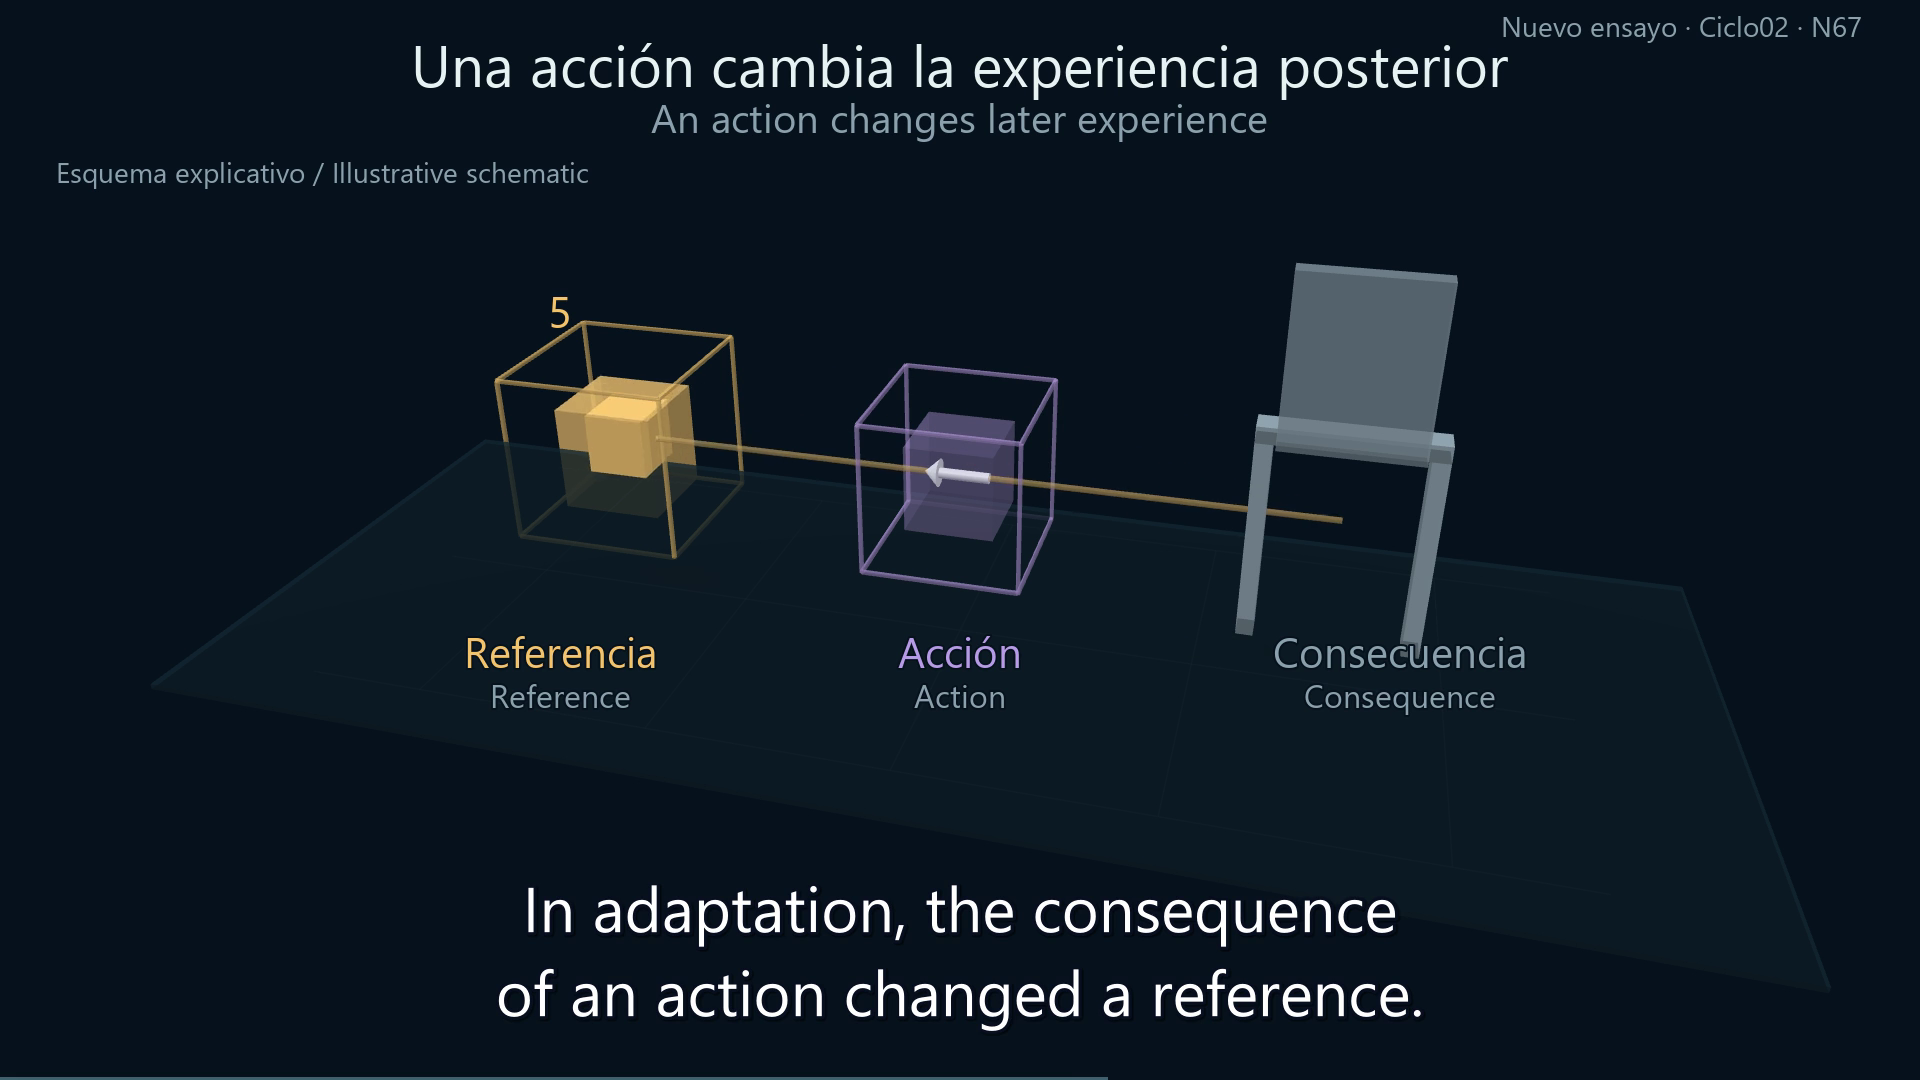 Nuevo ensayo · Ciclo02 · N67
Una acción cambia la experiencia posterior
An action changes later experience
Esquema explicativo / Illustrative schematic
5
Referencia
Reference
Acción
Action
Consecuencia
Consequence
In adaptation, the consequence
of an action changed a reference.